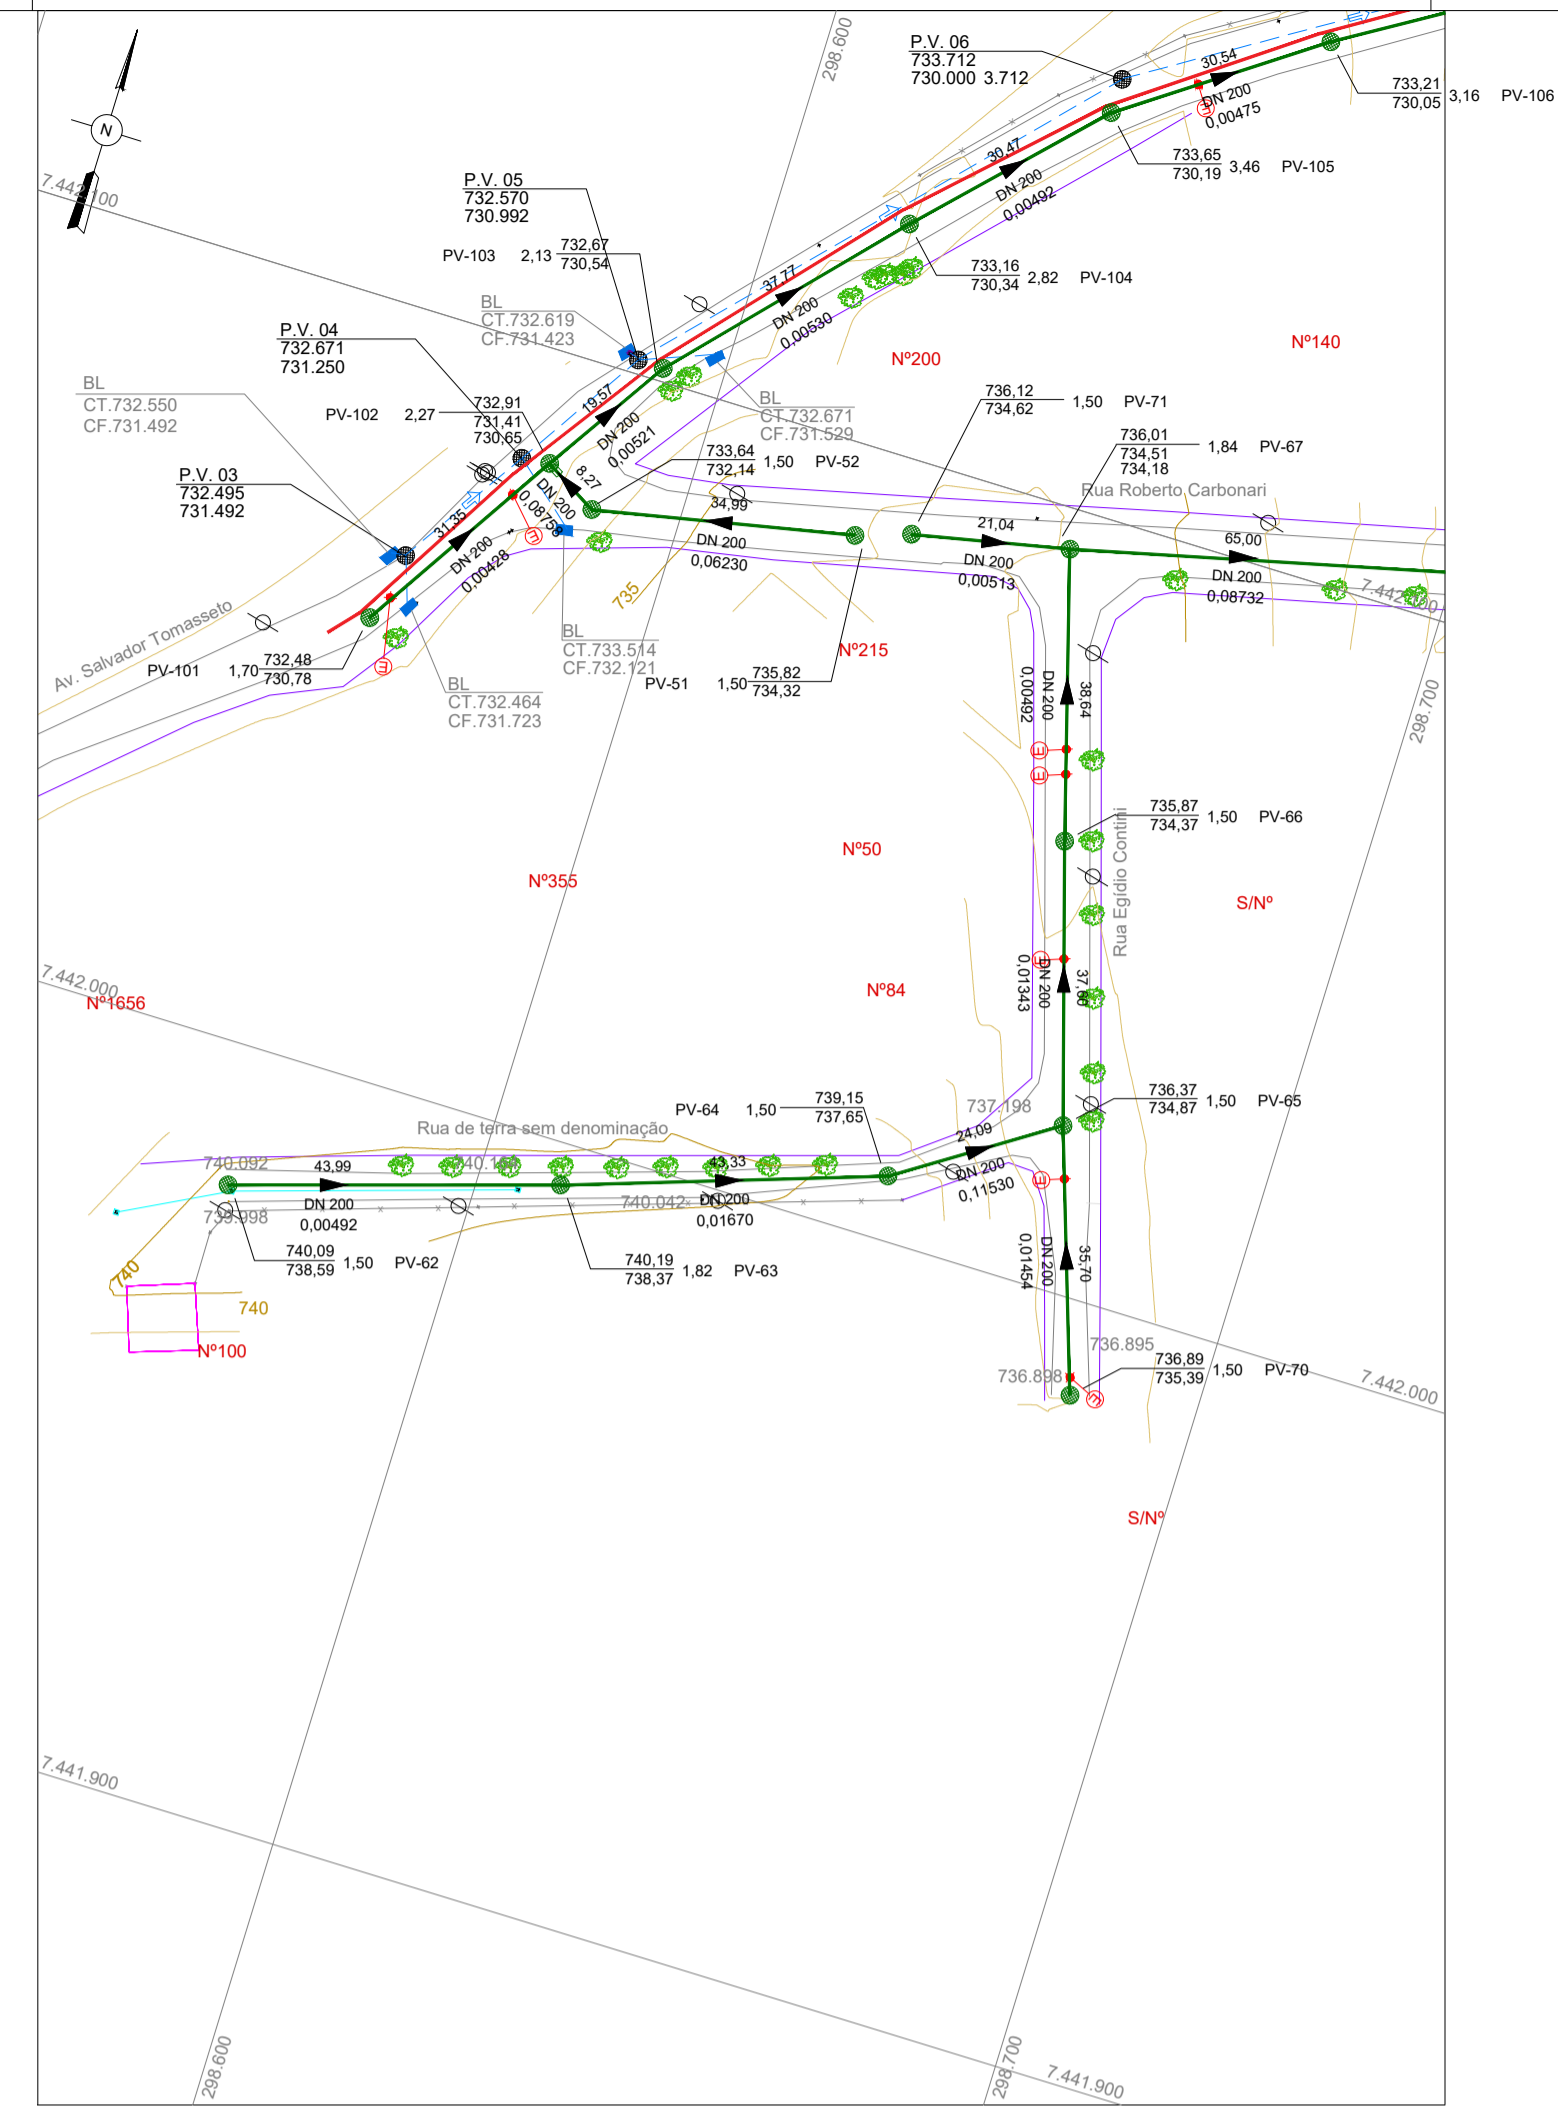 298.600
P.V. 06
733.712
730.000 3.712
30,54
DN 200
0,00475
733,21
730,05
3,16 PV-106
N
7.442.100
P.V. 05
732.570
730.992
30,47
DN 200
0,00492
733,65
730,19
3,46 PV-105
PV-103 2,13
732,67
730,54
37,77
DN 200
0,00530
733,16
730,34
2,82 PV-104
BL
CT.732.619
CF.731.423
P.V. 04
732.671
731.250
Nº140
Nº200
BL
CT.732.550
CF.731.492
PV-102 2,27
732,91
731,41
730,65
19,57
DN 200
0,00521
BL
CT.732.671
CF.731.529
736,12
734,62
1,50 PV-71
736,01
734,51
734,18
1,84 PV-67
733,64
732,14
1,50 PV-52
P.V. 03
732.495
731.492
8,27
DN 200
0,08758
Rua Roberto Carbonari
34,99
DN 200
0,06230
21,04
DN 200
0,00513
65,00
DN 200
0,08732
31,35
DN 200
0,00428
E
E
E
735
Av. Salvador Tomasseto
PV-101 1,70
732,48
730,78
BL
CT.733.514
CF.732.121
Nº215
PV-51 1,50
735,82
734,32
BL
CT.732.464
CF.731.723
298.700
38,64
DN 200
0,00492
E
E
735,87
734,37
1,50 PV-66
Nº50
Nº355
Rua Egídio Contini
S/Nº
37,60
DN 200
0,01343
E
7.442.000
Nº1656
Nº84
736,37
734,87
1,50 PV-65
PV-64 1,50
739,15
737,65
737.198
Rua de terra sem denominação
24,09
DN 200
0,11530
740.092
43,99
DN 200
0,00492
43,33
DN 200
0,01670
740.042
739.998
E
740,09
738,59
1,50 PV-62
740,19
738,37
1,82 PV-63
35,70
DN 200
0,01454
740
740
Nº100
736.895
736.898
736,89
735,39
1,50 PV-70
E
7.442.000
S/Nº
7.441.900
298.600
298.700
7.441.900